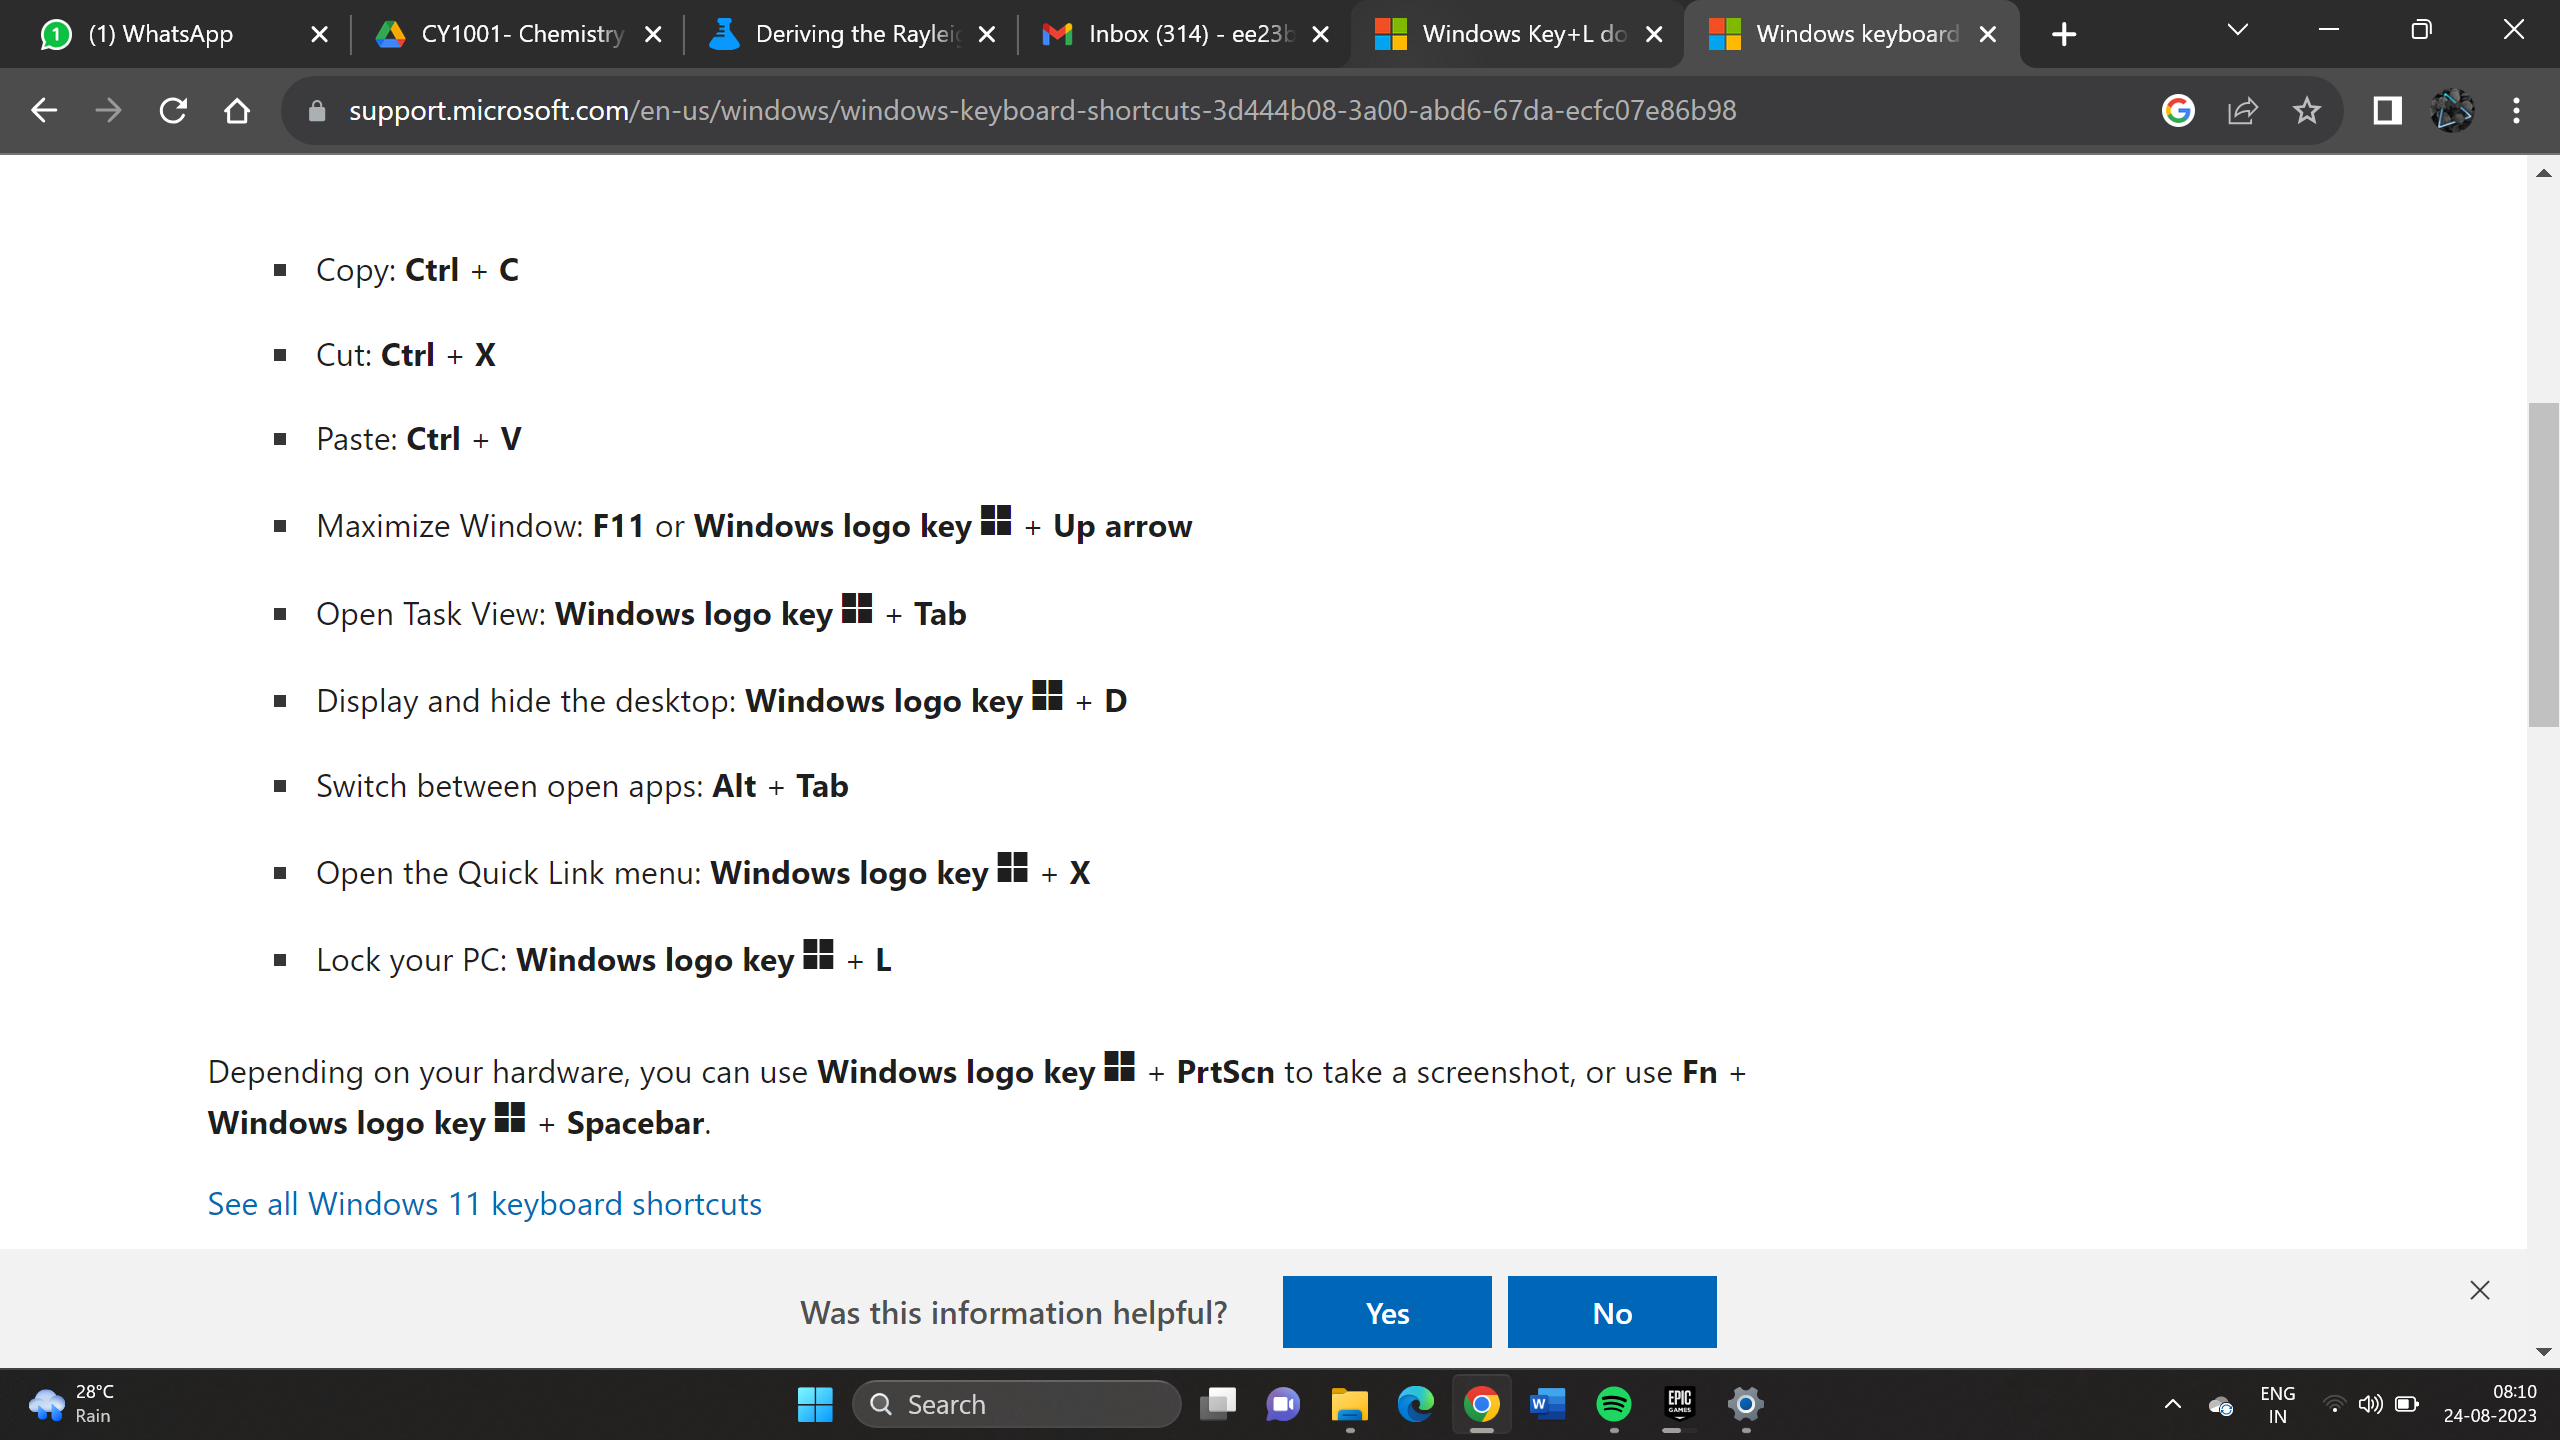 (1) WhatsApp
CY1001- Chemistry
Deriving the Raylei
Inbox (314) - ee23b
Windows Key+L do
Windows keyboard
support.microsoft.com/en-us/windows/windows-keyboard-shortcuts-3d444b08-3a00-abd6-67da-ecfc07e86b98
Copy: Ctrl + C
Cut: Ctrl + X
Paste: Ctrl + V
Maximize Window: F11 or Windows logo key + Up arrow
Open Task View: Windows logo key + Tab
Display and hide the desktop: Windows logo key + D
Switch between open apps: Alt + Tab
Open the Quick Link menu: Windows logo key + X
Lock your PC: Windows logo key + L
Depending on your hardware, you can use Windows logo key + PrtScn to take a screenshot, or use Fn +
Windows logo key + Spacebar.
See all Windows 11 keyboard shortcuts
Was this information helpful?
Yes
No
28°C
Rain
Search
EPIC
GAMES
ENG
IN
08:10
24-08-2023